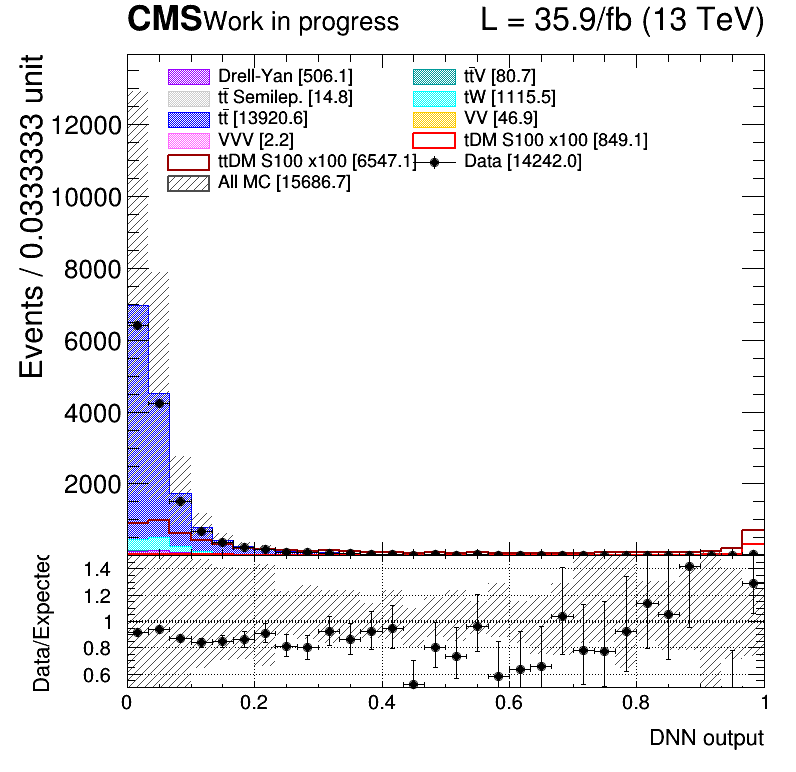 CMS Work in progress L = 35.9/fb (13 TeV)
Events / 0.0333333 unit
12000
10000
8000
6000
4000
2000
Drell-Yan [506.1]
tt̄V [80.7]
tt̄ Semilep. [14.8]
tW [1115.5]
tt̄ [13920.6]
VV [46.9]
VVV [2.2]
tDM S100 x100 [849.1]
ttDM S100 x100 [6547.1]
Data [14242.0]
All MC [15686.7]
Data/Expected
1.4
1.2
1
0.8
0.6
0 0.2 0.4 0.6 0.8 1
DNN output